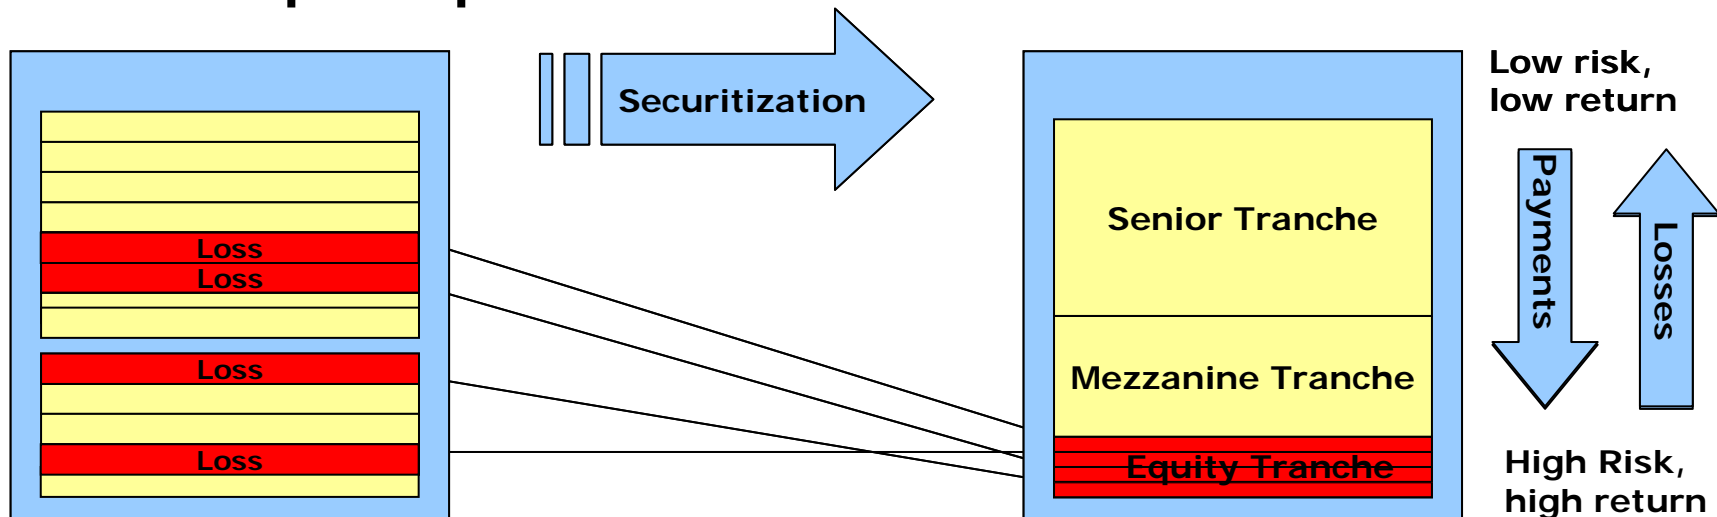 Securitization
Low risk,
low return
Loss
Loss
Loss
Loss
Senior Tranche
Mezzanine Tranche
Equity Tranche
Payments
Losses
High Risk,
high return